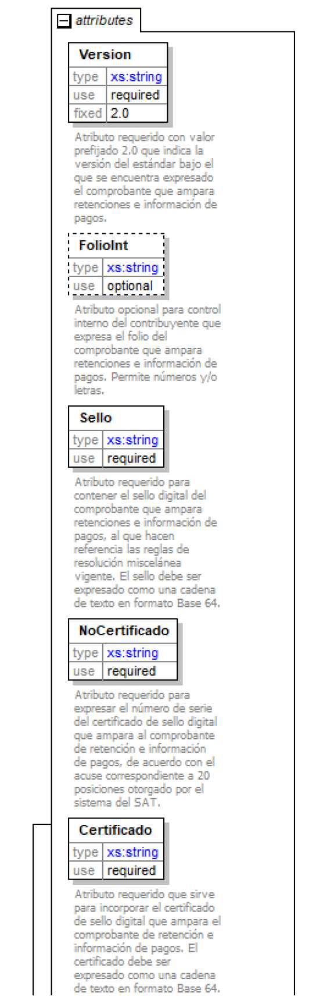 attributes
Version
type xs:string
use required
fixed 2.0
Atributo requerido con valor
prefijado 2.0 que indica la
versión del estándar bajo el
que se encuentra expresado
el comprobante que ampara
retenciones e información de
pagos.
FolioInt
type xs:string
use optional
Atributo opcional para control
interno del contribuyente que
expresa el folio del
comprobante que ampara
retenciones e información de
pagos. Permite números y/o
letras.
Sello
type xs:string
use required
Atributo requerido para
contener el sello digital del
comprobante que ampara
retenciones e información de
pagos, al que hacen
referencia las reglas de
resolución miscelánea
vigente. El sello debe ser
expresado como una cadena
de texto en formato Base 64.
NoCertificado
type xs:string
use required
Atributo requerido para
expresar el número de serie
del certificado de sello digital
que ampara al comprobante
de retención e información
de pagos, de acuerdo con el
acuse correspondiente a 20
posiciones otorgado por el
sistema del SAT.
Certificado
type xs:string
use required
Atributo requerido que sirve
para incorporar el certificado
de sello digital que ampara el
comprobante de retención e
información de pagos. El
certificado debe ser
expresado como una cadena
de texto en formato Base 64.